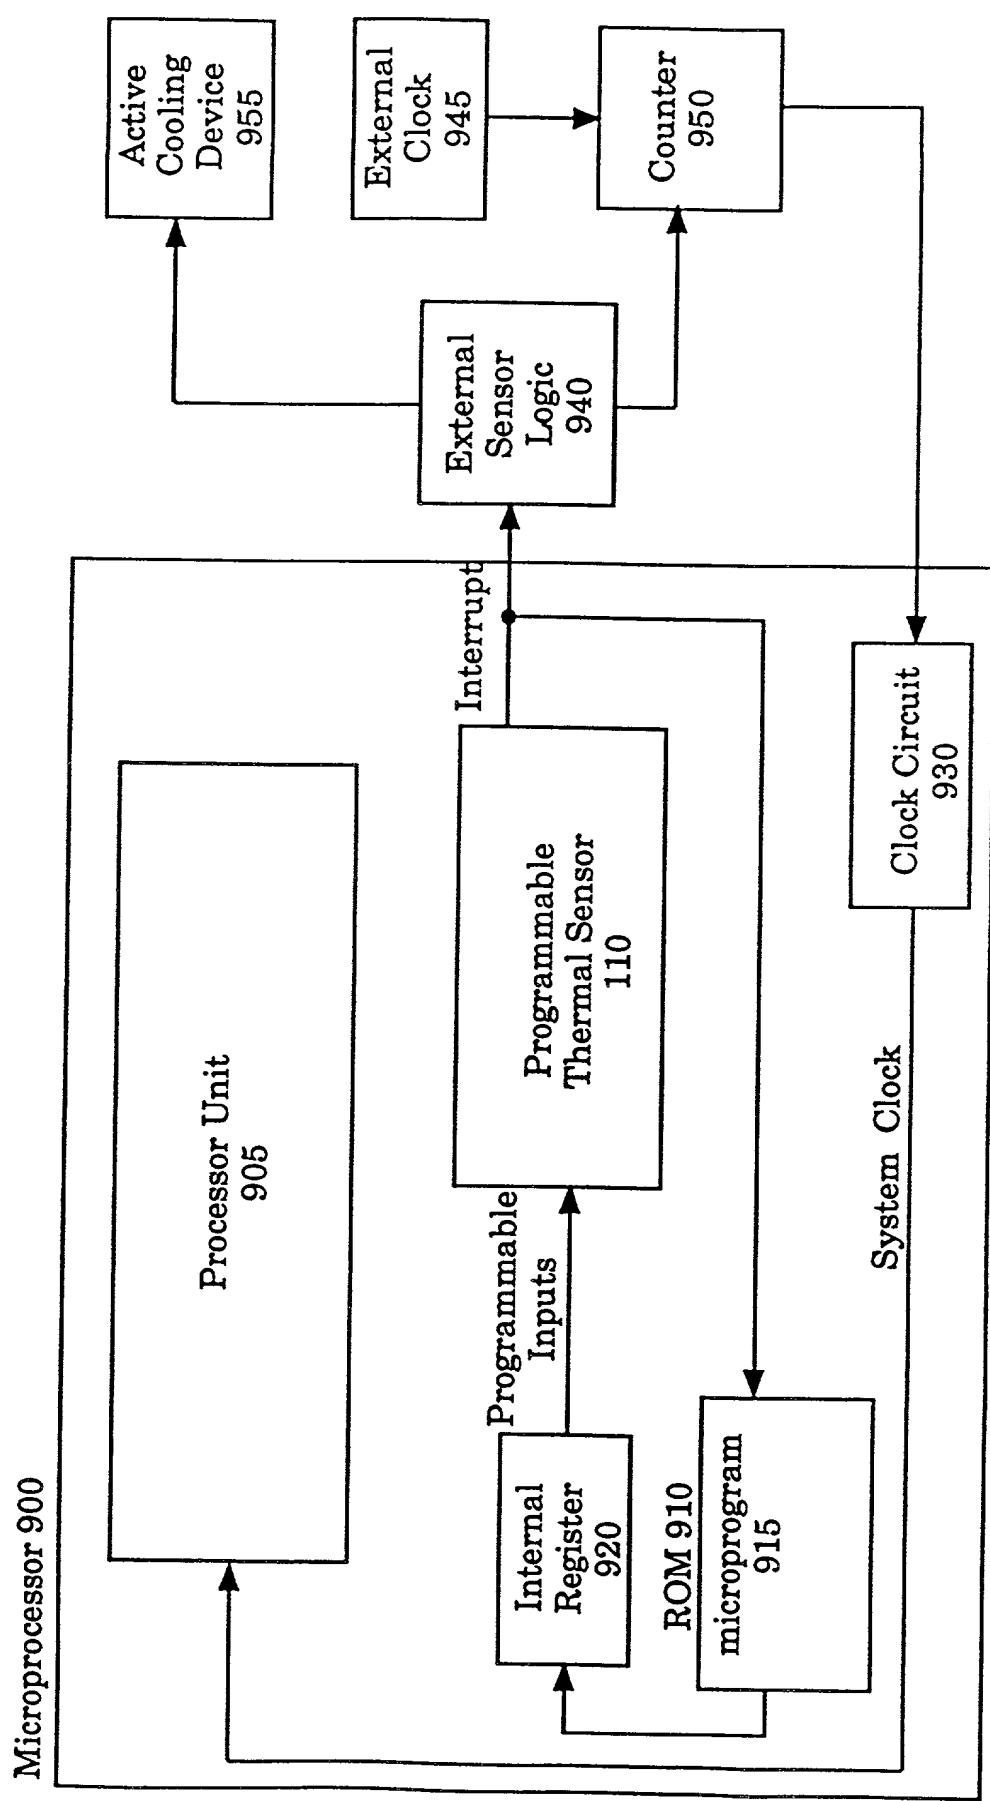 Microprocessor 900
Processor Unit
905
Internal
Register
920
Programmable
Inputs
Programmable
Thermal Sensor
110
Interrupt
ROM 910
microprogram
915
System Clock
Clock Circuit
930
External
Sensor
Logic
940
Active
Cooling
Device
955
External
Clock
945
Counter
950